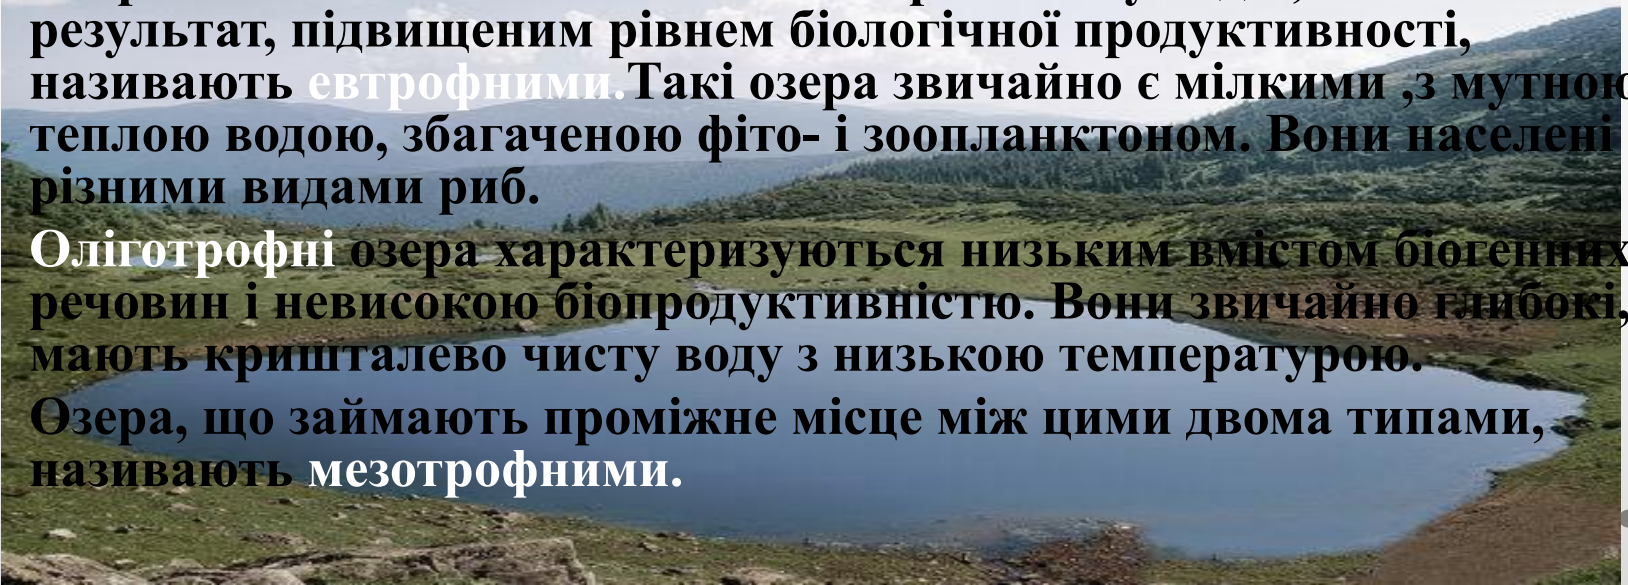 результат, підвищеним рівнем біологічної продуктивності,
називають евтрофними.Такі озера звичайно є мілкими ,з мутною
теплою водою, збагаченою фіто- і зоопланктоном. Вони населені
різними видами риб.
Оліготрофні озера характеризуються низьким вмістом біогенних
речовин і невисокою біопродуктивністю. Вони звичайно глибокі,
мають кришталево чисту воду з низькою температурою.
Озера, що займають проміжне місце між цими двома типами,
називають мезотрофними.